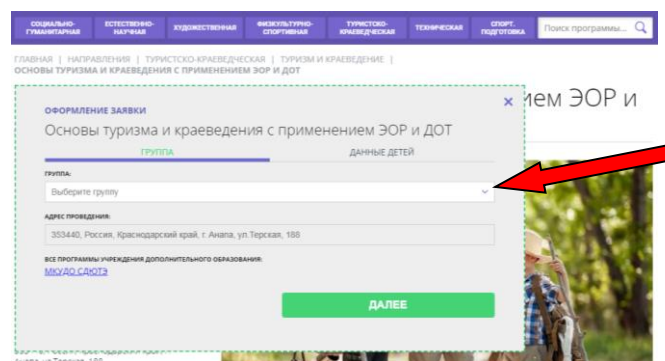 СОЦИАЛЬНО-ГУМАНИТАРНАЯ ЕСТЕСТВЕННО-НАУЧНАЯ ХУДОЖЕСТВЕННАЯ ФИЗКУЛЬТУРНО-СПОРТИВНАЯ ТУРИСТСКО-КРАЕВЕДЧЕСКАЯ ТЕХНИЧЕСКАЯ СПОРТ. ПОДГОТОВКА Поиск программы...
ГЛАВНАЯ | НАПРАВЛЕНИЯ | ТУРИСТСКО-КРАЕВЕДЧЕСКАЯ | ТУРИЗМ И КРАЕВЕДЕНИЕ |
ОСНОВЫ ТУРИЗМА И КРАЕВЕДЕНИЯ С ПРИМЕНЕНИЕМ ЭОР И ДОТ
ием ЭОР и
ОФОРМЛЕНИЕ ЗАЯВКИ ×
Основы туризма и краеведения с применением ЭОР и ДОТ
ГРУППА ДАННЫЕ ДЕТЕЙ
ГРУППА:
Выберите группу
АДРЕС ПРОВЕДЕНИЯ:
353440, Россия, Краснодарский край, г. Анапа, ул.Терская, 188
ВСЕ ПРОГРАММЫ УЧРЕЖДЕНИЯ ДОПОЛНИТЕЛЬНОГО ОБРАЗОВАНИЯ:
МКУДО СДЮТЭ
ДАЛЕЕ